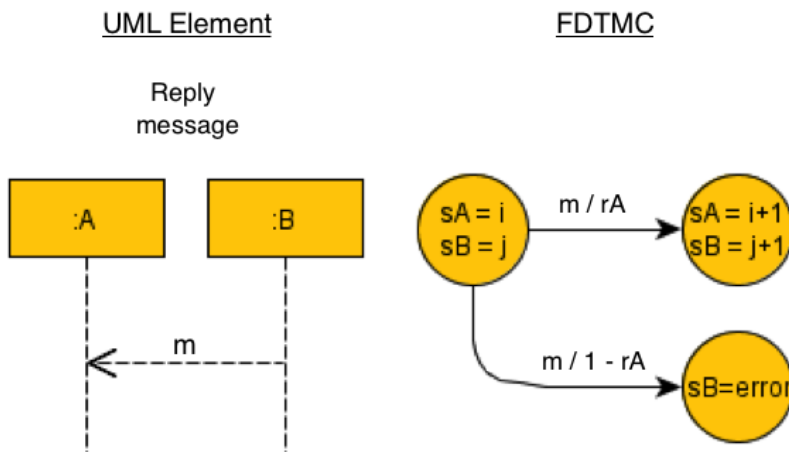 UML Element
FDTMC
Reply
message
:A
:B
m
sA = i
sB = j
m / rA
sA = i+1
sB = j+1
m / 1 - rA
sB=error